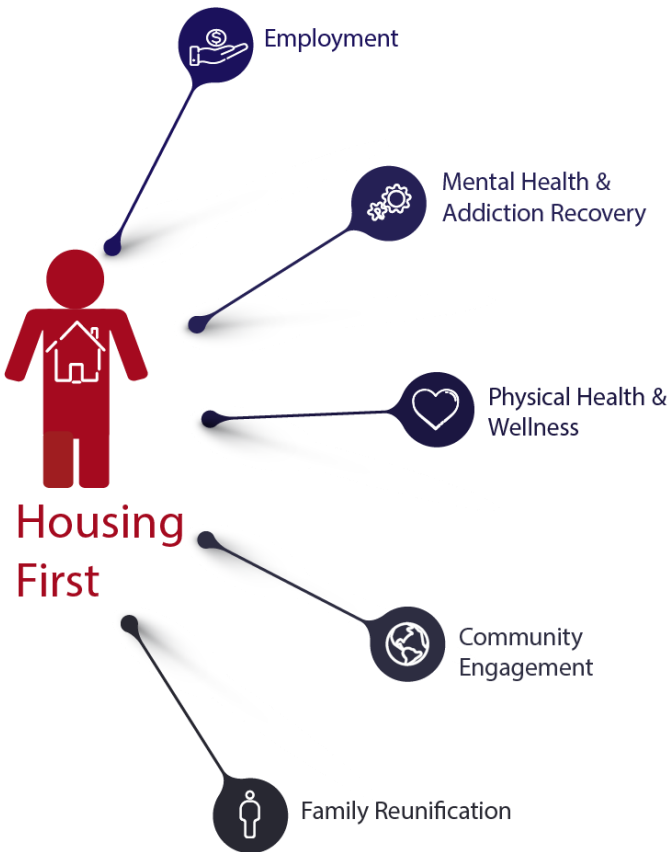 Employment
Mental Health &
Addiction Recovery
Physical Health &
Wellness
Housing
First
Community
Engagement
Family Reunification